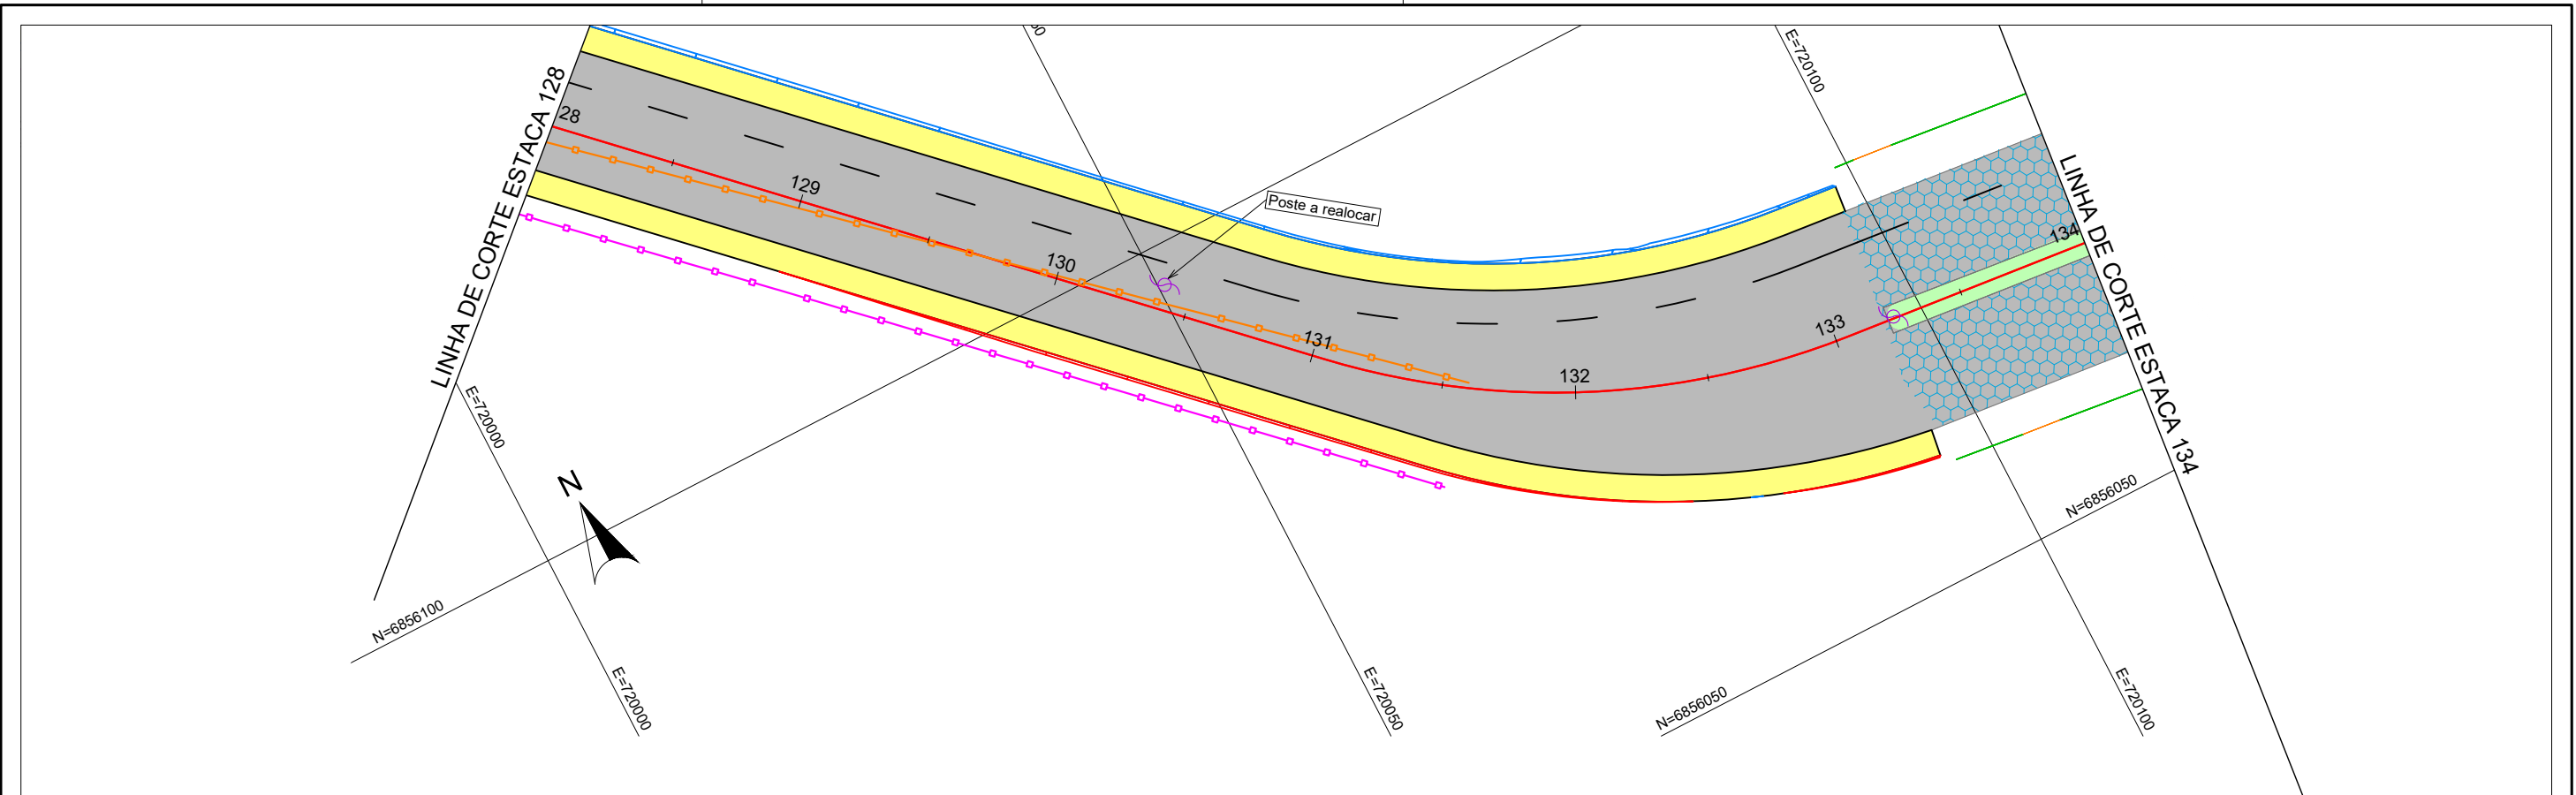 E=720100
LINHA DE CORTE ESTACA 128
28
129
Poste a realocar
130
131
132
133
134
LINHA DE CORTE ESTACA 134
E=720000
N
N=6856050
N=6856100
E=720000
E=720050
N=6856050
E=720100